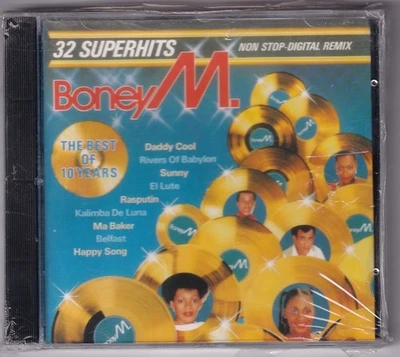 32 SUPERHITS
NON STOP-DIGITAL REMIX
Boney M.
THE BEST
OF
10 YEARS
Daddy Cool
Rivers Of Babylon
Sunny
El Lute
Rasputin
Kalimba De Luna
Ma Baker
Belfast
Happy Song